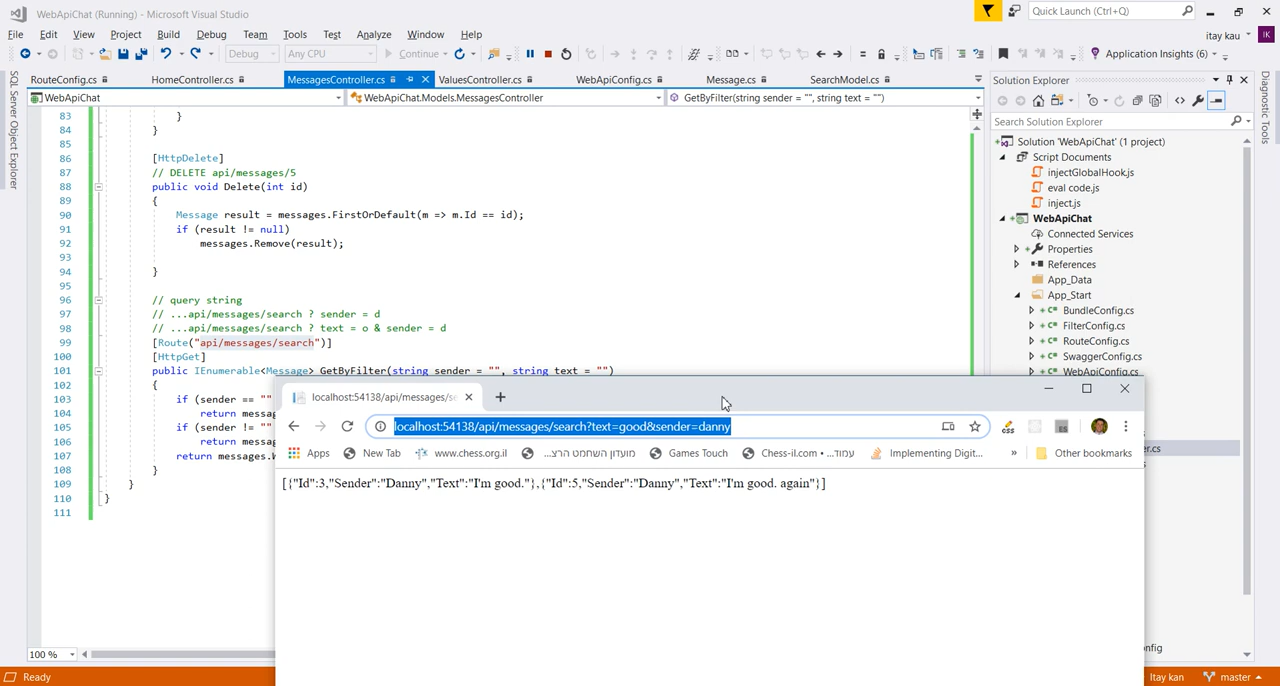 WebApiChat (Running) - Microsoft Visual Studio
Quick Launch (Ctrl+Q)
File Edit View Project Build Debug Team Tools Test Analyze Window Help
itay kau IK
Debug Any CPU Continue Application Insights (6)
RouteConfig.cs HomeController.cs MessagesController.cs ValuesController.cs WebApiConfig.cs Message.cs SearchModel.cs
WebApiChat WebApiChat.Models.MessagesController GetByFilter(string sender = "", string text = "")
SQL Server Object Explorer
83 }
84 }
85
86 [HttpDelete]
87 // DELETE api/messages/5
88 public void Delete(int id)
89 {
90 Message result = messages.FirstOrDefault(m => m.Id == id);
91 if (result != null)
92 messages.Remove(result);
93
94 }
95
96 // query string
97 // ...api/messages/search ? sender = d
98 // ...api/messages/search ? text = o & sender = d
99 [Route("api/messages/search")]
100 [HttpGet]
101 public IEnumerable<Message> GetByFilter(string sender = "", string text = "")
102 {
103 if (sender == ""
104 return messag
105 if (sender != ""
106 return messag
107 return messages.W
108 }
109 }
110 }
111
100 %
Ready
localhost:54138/api/messages/se
localhost:54138/api/messages/search?text=good&sender=danny
Apps New Tab www.chess.org.il מועדון השחמט הרצ... Games Touch Chess-il.com • עמוד... Implementing Digit... » Other bookmarks
[{"Id":3,"Sender":"Danny","Text":"I'm good."},{"Id":5,"Sender":"Danny","Text":"I'm good. again"}]
Solution Explorer
Search Solution Explorer
Solution 'WebApiChat' (1 project)
Script Documents
injectGlobalHook.js
eval code.js
inject.js
WebApiChat
Connected Services
Properties
References
App_Data
App_Start
BundleConfig.cs
FilterConfig.cs
RouteConfig.cs
SwaggerConfig.cs
WebApiConfig.cs
er.cs
nfig
Itay kan master
Diagnostic Tools